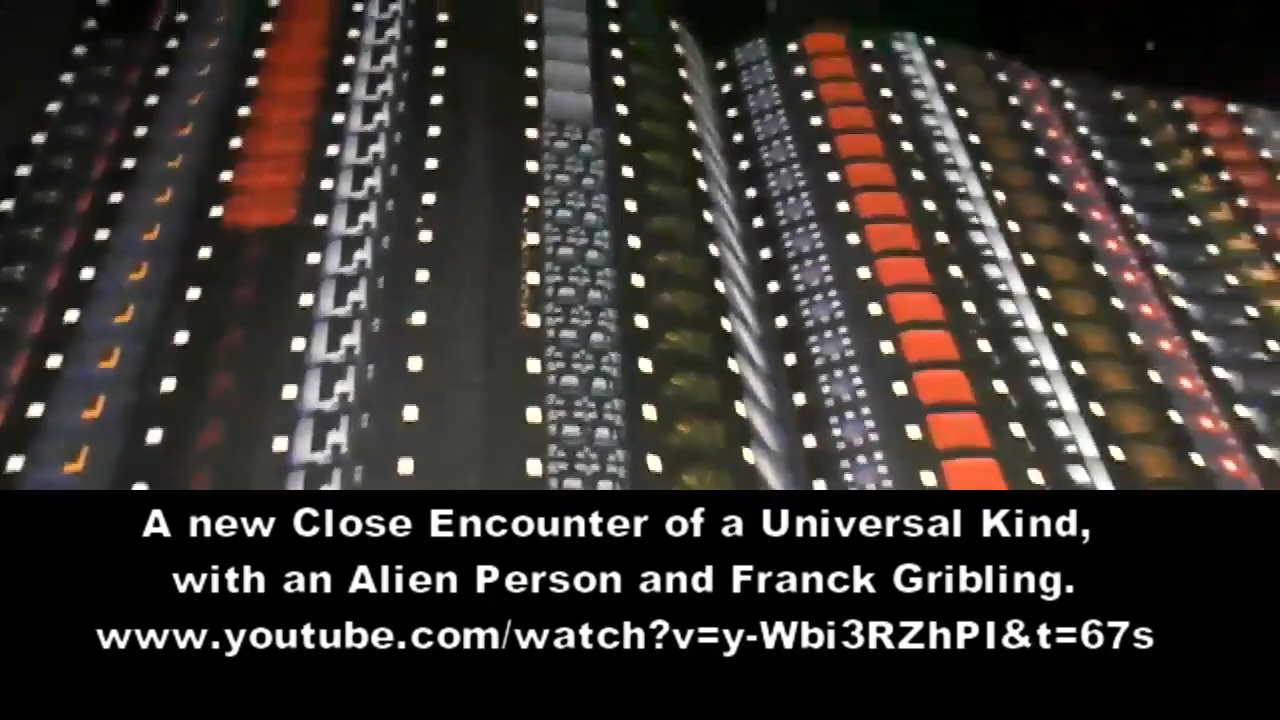 A new Close Encounter of a Universal Kind,
with an Alien Person and Franck Gribling.
www.youtube.com/watch?v=y-Wbi3RZhPI&t=67s